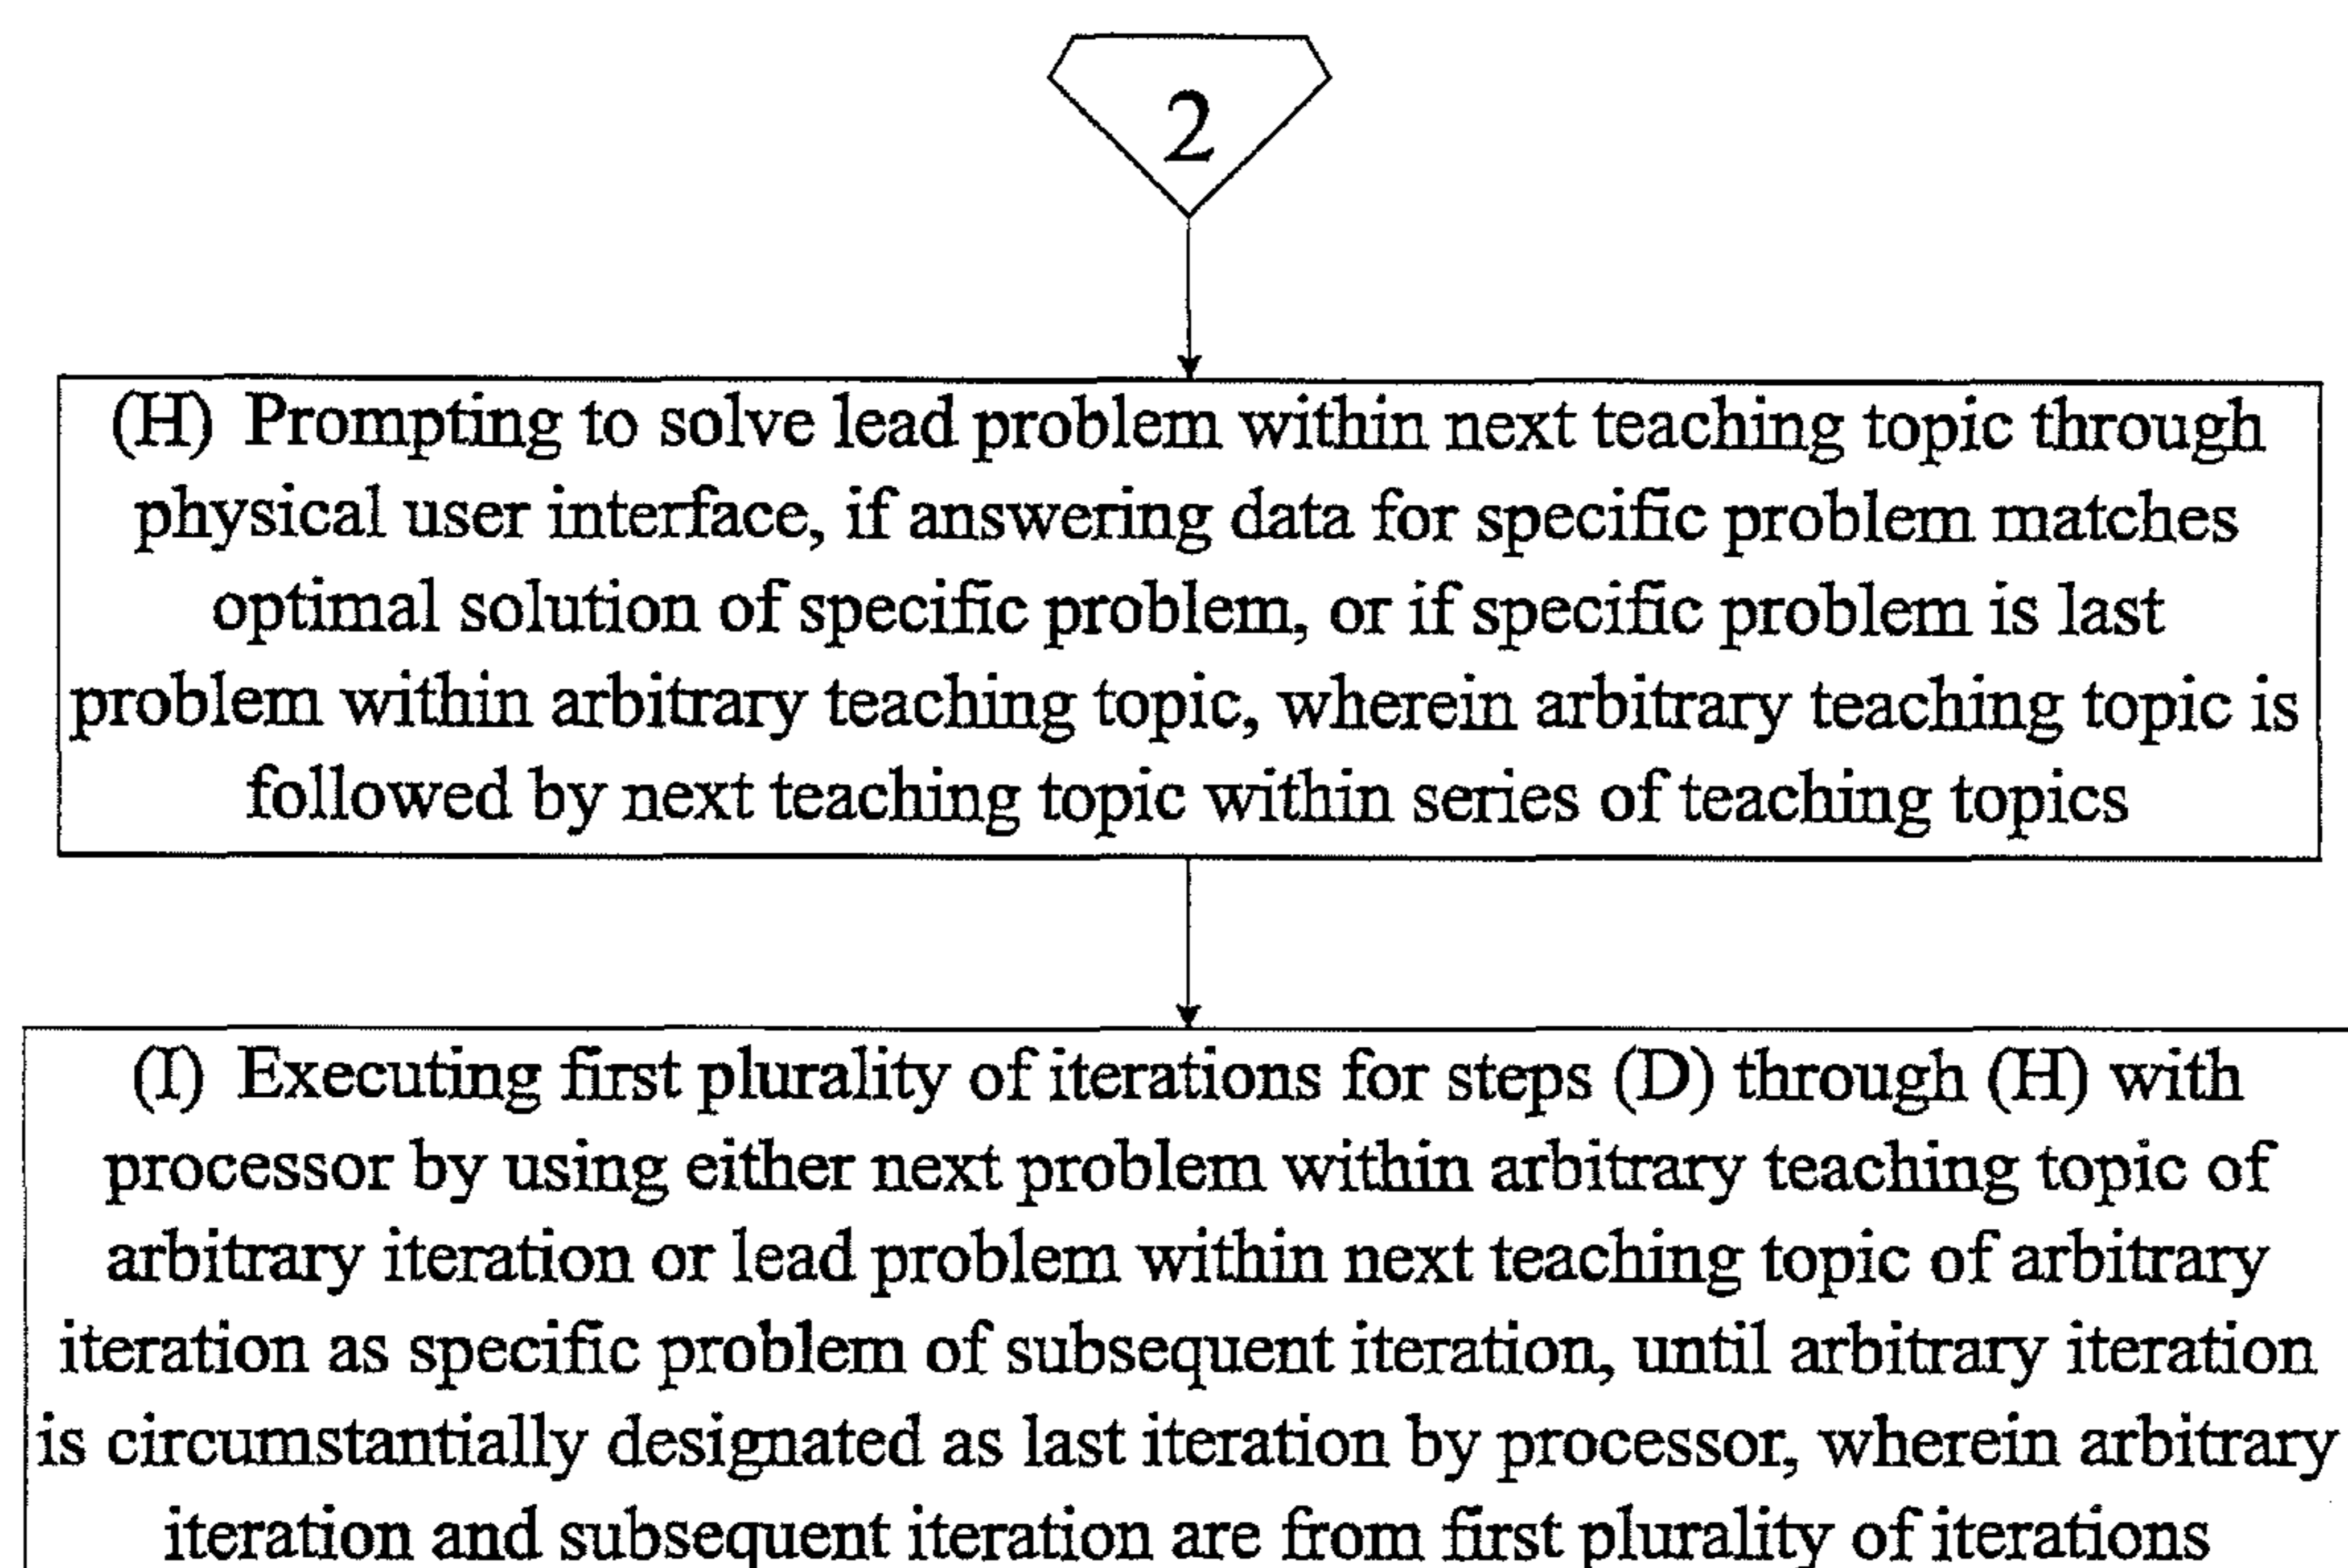 2
(H) Prompting to solve lead problem within next teaching topic through
physical user interface, if answering data for specific problem matches
optimal solution of specific problem, or if specific problem is last
problem within arbitrary teaching topic, wherein arbitrary teaching topic is
followed by next teaching topic within series of teaching topics
(I) Executing first plurality of iterations for steps (D) through (H) with
processor by using either next problem within arbitrary teaching topic of
arbitrary iteration or lead problem within next teaching topic of arbitrary
iteration as specific problem of subsequent iteration, until arbitrary iteration
is circumstantially designated as last iteration by processor, wherein arbitrary
iteration and subsequent iteration are from first plurality of iterations